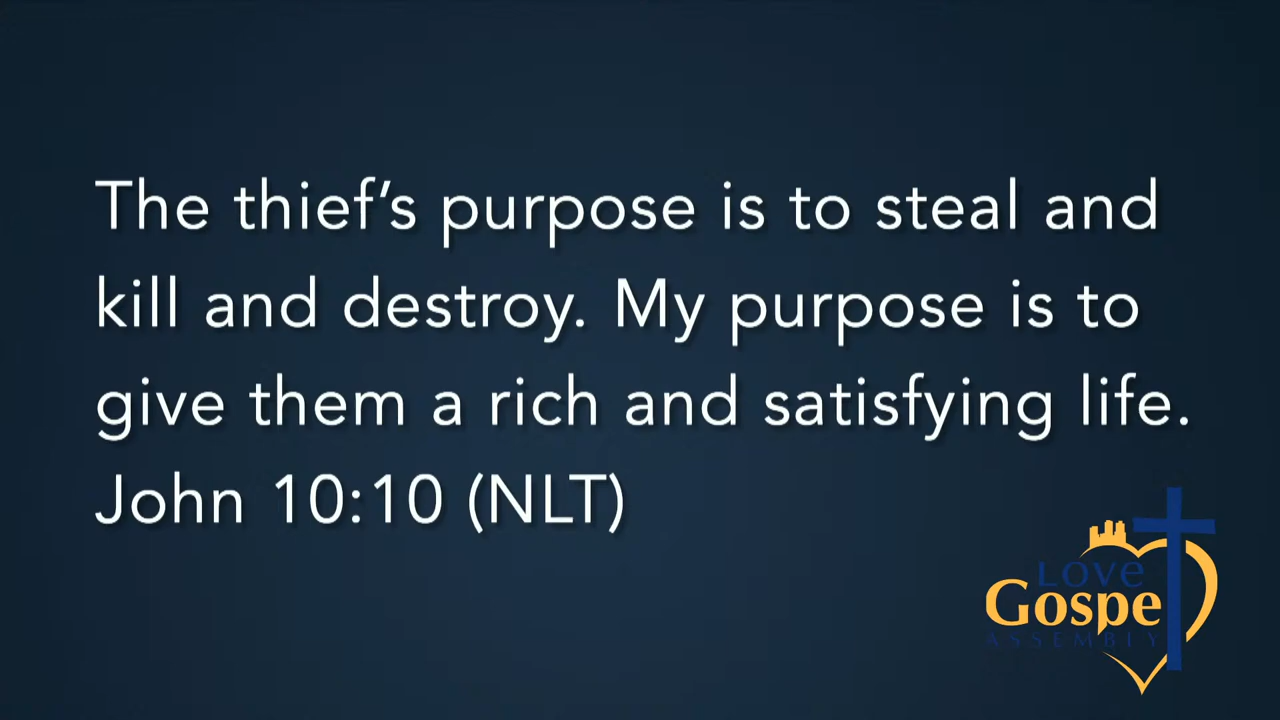 The thief’s purpose is to steal and
kill and destroy. My purpose is to
give them a rich and satisfying life.
John 10:10 (NLT)
LOVE
Gospel
ASSEMBLY